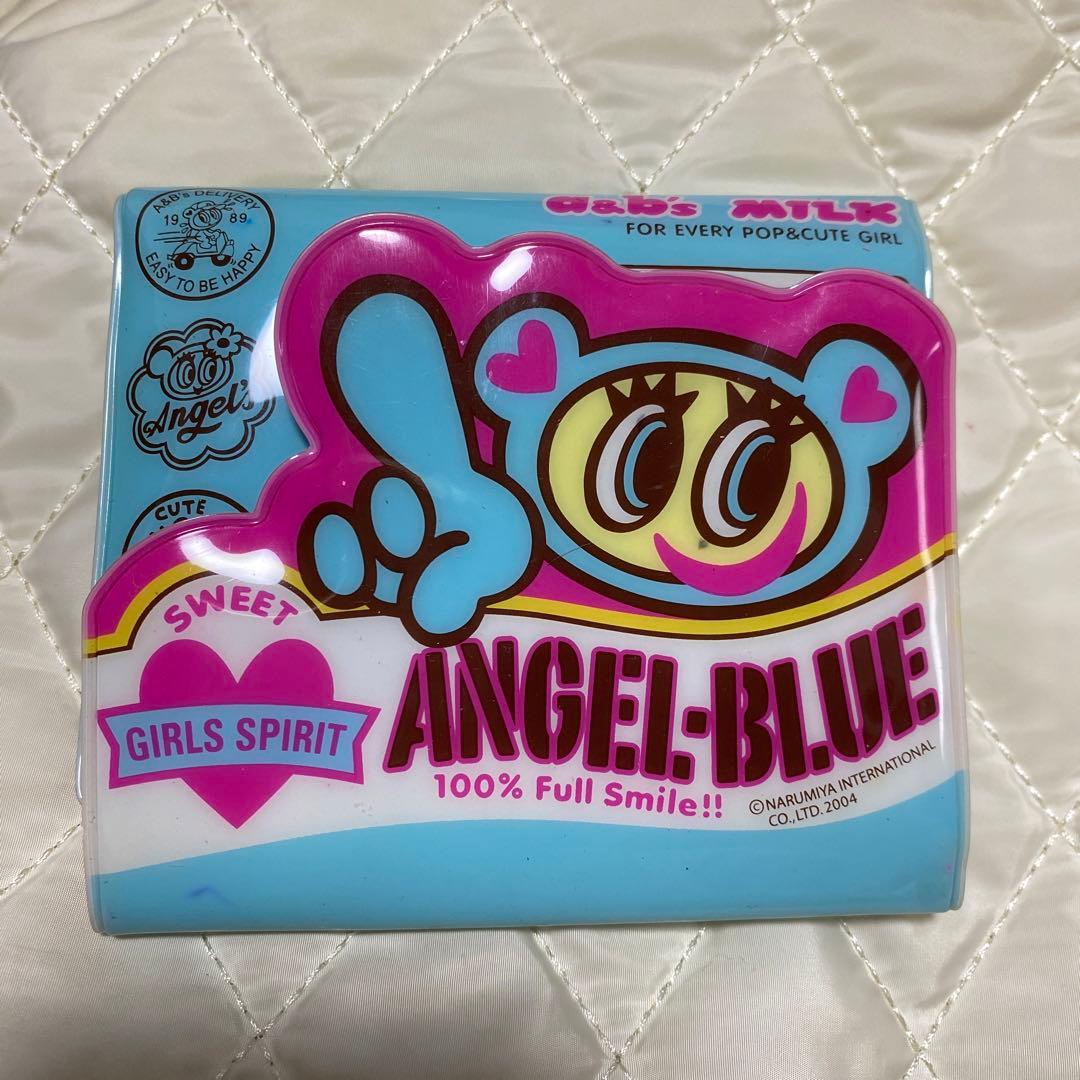 A&B's DELIVERY
19 89
EASY TO BE HAPPY
a&b's MILK
FOR EVERY POP&CUTE GIRL
Angel's
CUTE
SWEET
GIRLS SPIRIT
ANGEL·BLUE
100% Full Smile!!
©NARUMIYA INTERNATIONAL
CO.,LTD. 2004